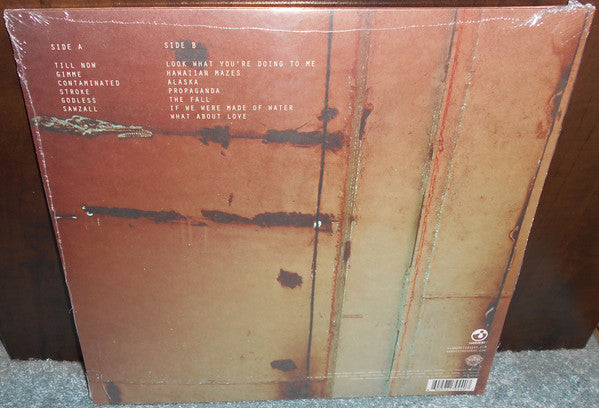 SIDE A
TILL NOW
GIMME
CONTAMINATED
STROKE
GODLESS
SAWZALL
SIDE B
LOOK WHAT YOU'RE DOING TO ME
HAWAIIAN MAZES
ALASKA
PROPAGANDA
THE FALL
IF WE WERE MADE OF WATER
WHAT ABOUT LOVE